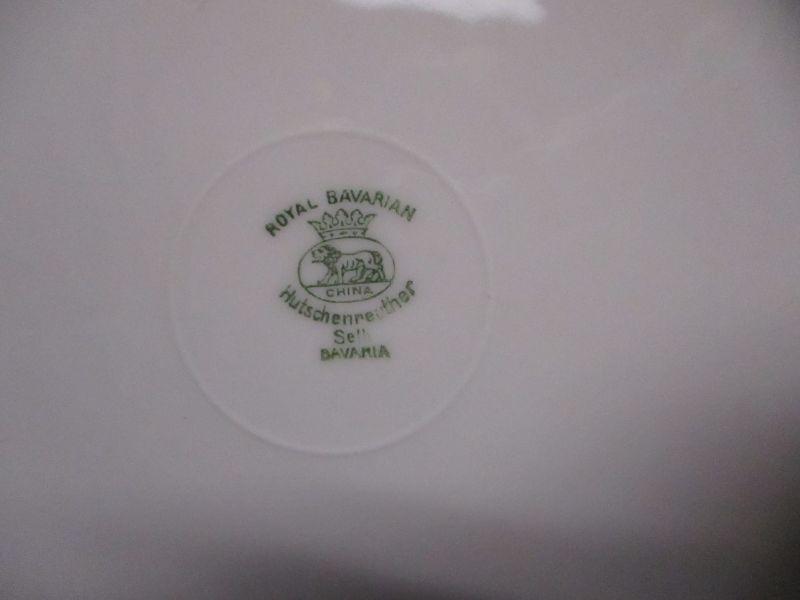 ROYAL BAVARIAN
CHINA
Hutschenreuther
Selb
BAVARIA